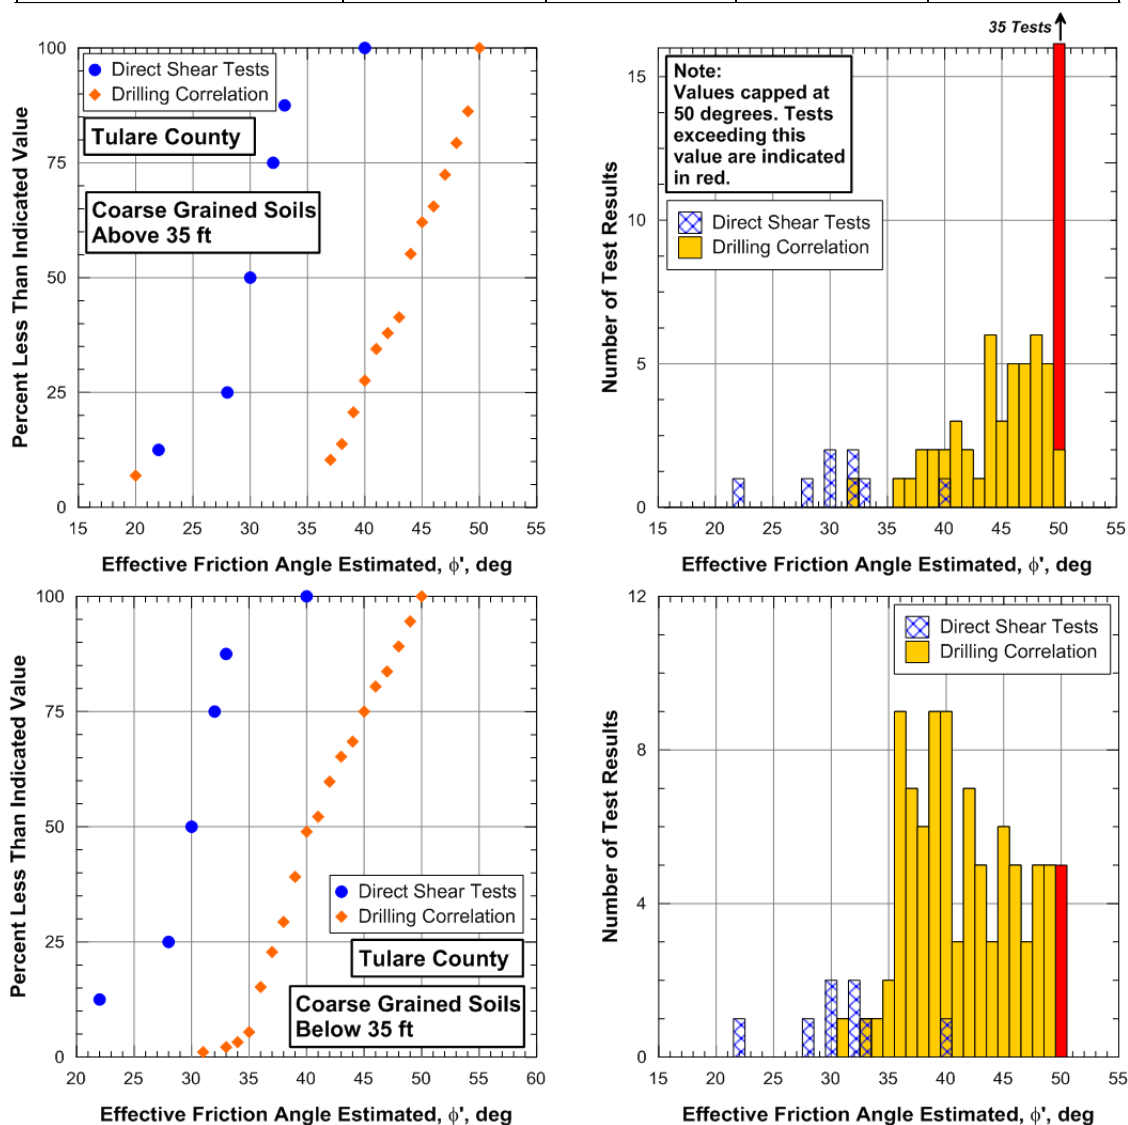 35 Tests
100
75
50
25
0
Percent Less Than Indicated Value
Direct Shear Tests
Drilling Correlation
Tulare County
Coarse Grained Soils
Above 35 ft
15 20 25 30 35 40 45 50 55
Effective Friction Angle Estimated, ϕ', deg
15
10
5
0
Number of Test Results
Note:
Values capped at
50 degrees. Tests
exceeding this
value are indicated
in red.
Direct Shear Tests
Drilling Correlation
15 20 25 30 35 40 45 50 55
Effective Friction Angle Estimated, ϕ', deg
100
75
50
25
0
Percent Less Than Indicated Value
Direct Shear Tests
Drilling Correlation
Tulare County
Coarse Grained Soils
Below 35 ft
20 25 30 35 40 45 50 55 60
Effective Friction Angle Estimated, ϕ', deg
12
8
4
0
Number of Test Results
Direct Shear Tests
Drilling Correlation
15 20 25 30 35 40 45 50 55
Effective Friction Angle Estimated, ϕ', deg